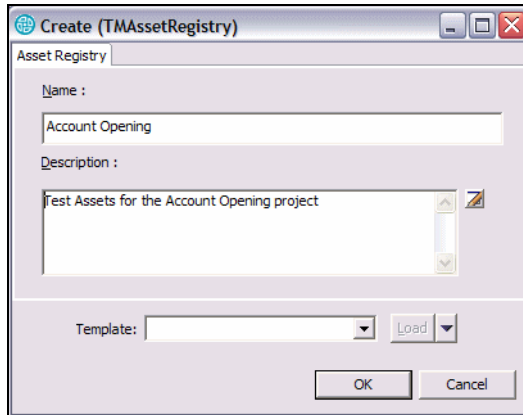 Create (TMAssetRegistry)
Asset Registry
Name :
Account Opening
Description :
Test Assets for the Account Opening project
Template:
Load
OK
Cancel